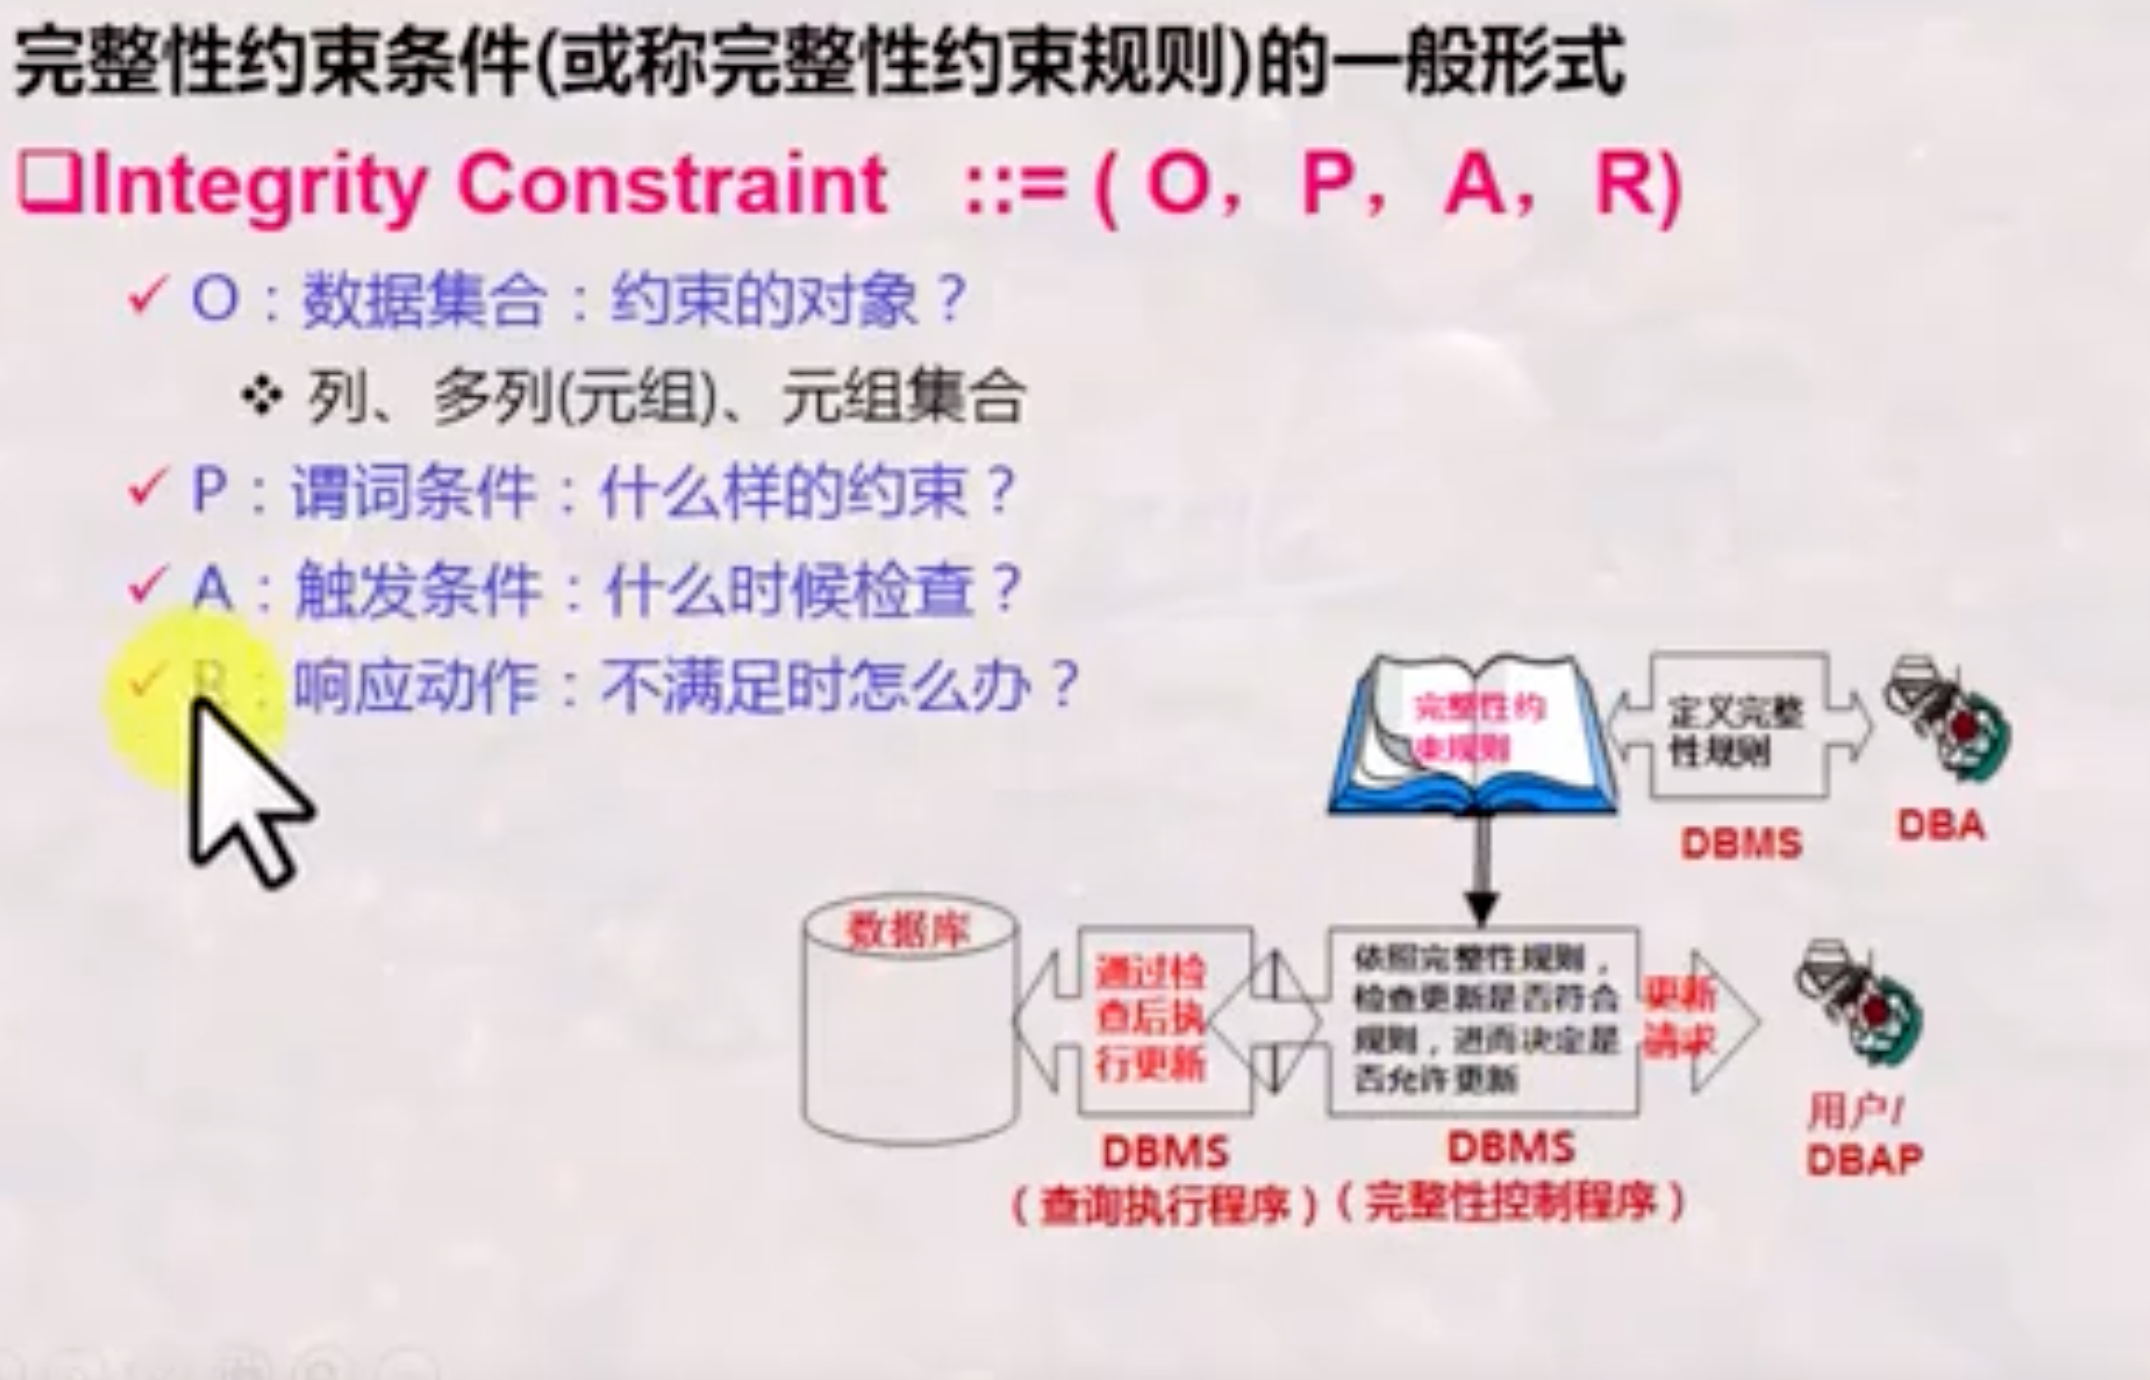 完整性约束条件(或称完整性约束规则)的一般形式
❑Integrity Constraint ::= ( O，P，A，R)
✓ O：数据集合：约束的对象？
❖ 列、多列(元组)、元组集合
✓ P：谓词条件：什么样的约束？
✓ A：触发条件：什么时候检查？
✓ R：响应动作：不满足时怎么办？
完整性约
束规则
定义完整
性规则
DBMS
DBA
数据库
通过检
查后执
行更新
依照完整性规则，
检查更新是否符合
规则，进而决定是
否允许更新
更新
请求
用户/
DBAP
DBMS
（查询执行程序）
DBMS
（完整性控制程序）